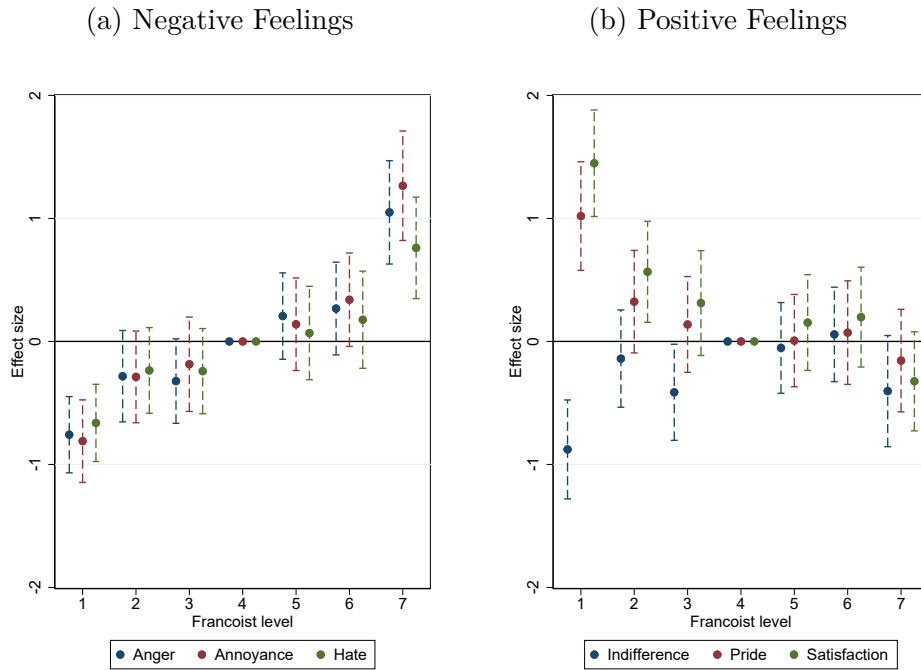 (a) Negative Feelings
(b) Positive Feelings
2
1
0
-1
-2
Effect size
1 2 3 4 5 6 7
Francoist level
Anger Annoyance Hate
2
1
0
-1
-2
Effect size
1 2 3 4 5 6 7
Francoist level
Indifference Pride Satisfaction